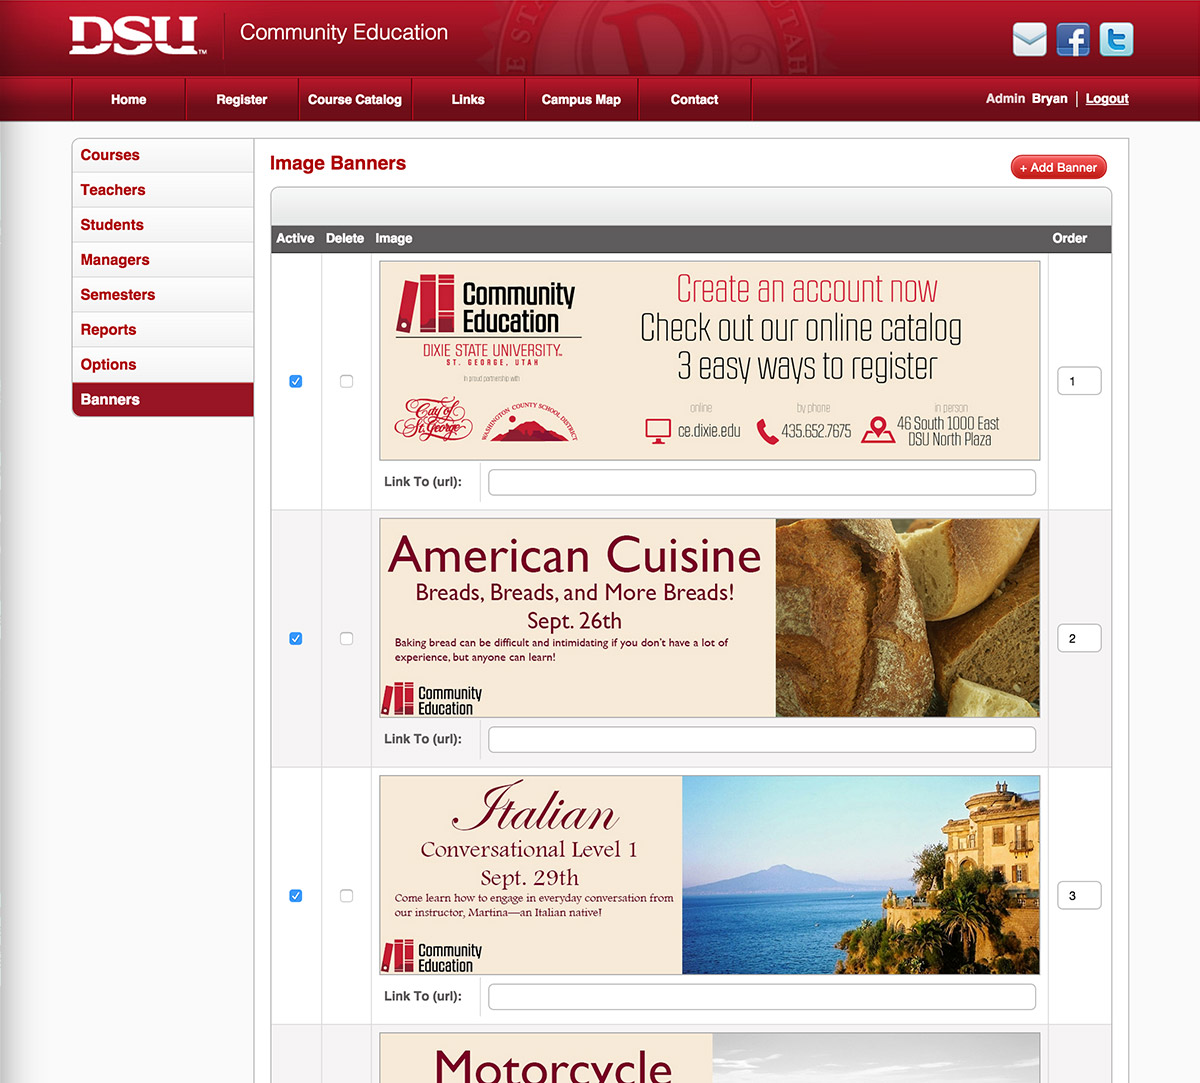 DSU™
Community Education
E STA
UTAH
D
f
t
Home
Register
Course Catalog
Links
Campus Map
Contact
Admin Bryan | Logout
Courses
Teachers
Students
Managers
Semesters
Reports
Options
Banners
Image Banners
+ Add Banner
Active Delete Image Order
Community
Education
DIXIE STATE UNIVERSITY™
ST. GEORGE, UTAH
in proud partnership with
City of
St. George
WASHINGTON COUNTY SCHOOL DISTRICT
Create an account now
Check out our online catalog
3 easy ways to register
online
ce.dixie.edu
by phone
435.652.7675
in person
46 South 1000 East
DSU North Plaza
1
Link To (url):
American Cuisine
Breads, Breads, and More Breads!
Sept. 26th
Baking bread can be difficult and intimidating if you don't have a lot of
experience, but anyone can learn!
Community
Education
2
Link To (url):
Italian
Conversational Level 1
Sept. 29th
Come learn how to engage in everyday conversation from
our instructor, Martina—an Italian native!
Community
Education
3
Link To (url):
Motorcycle